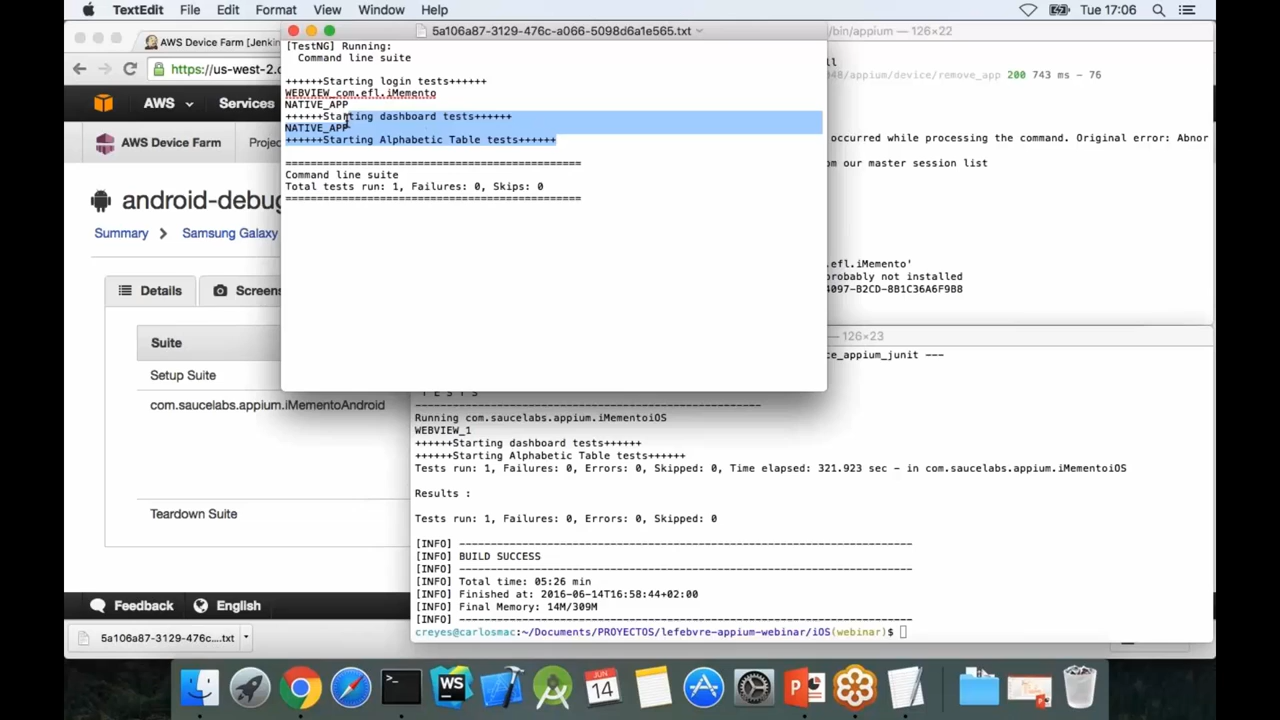 TextEdit File Edit Format View Window Help Tue 17:06
AWS Device Farm [Jenki
https://us-west-2.
AWS Services
AWS Device Farm Projec
android-debug
Summary Samsung Galaxy
Details Screens
Suite
Setup Suite
com.saucelabs.appium.iMementoAndroid
Teardown Suite
Feedback English
5a106a87-3129-476c....txt
5a106a87-3129-476c-a066-5098d6a1e565.txt
[TestNG] Running:
Command line suite
++++++Starting login tests++++++
WEBVIEW_com.efl.iMemento
NATIVE_APP
++++++Starting dashboard tests++++++
NATIVE_APP
++++++Starting Alphabetic Table tests++++++
===============================================
Command line suite
Total tests run: 1, Failures: 0, Skips: 0
===============================================
/bin/appium — 126×22
ll
048/appium/device/remove_app 200 743 ms - 76
occurred while processing the command. Original error: Abnor
om our master session list
.efl.iMemento'
probably not installed
4097-B2CD-8B1C36A6F9B8
— 126×23
ce_appium_junit ---
T E S T S
-------------------------------------------------------
Running com.saucelabs.appium.iMementoiOS
WEBVIEW_1
++++++Starting dashboard tests++++++
++++++Starting Alphabetic Table tests++++++
Tests run: 1, Failures: 0, Errors: 0, Skipped: 0, Time elapsed: 321.923 sec - in com.saucelabs.appium.iMementoiOS
Results :
Tests run: 1, Failures: 0, Errors: 0, Skipped: 0
[INFO] ------------------------------------------------------------------------
[INFO] BUILD SUCCESS
[INFO] ------------------------------------------------------------------------
[INFO] Total time: 05:26 min
[INFO] Finished at: 2016-06-14T16:58:44+02:00
[INFO] Final Memory: 14M/309M
[INFO] ------------------------------------------------------------------------
creyes@carlosmac:~/Documents/PROYECTOS/lefebvre-appium-webinar/iOS(webinar)$
WS
JUN
14